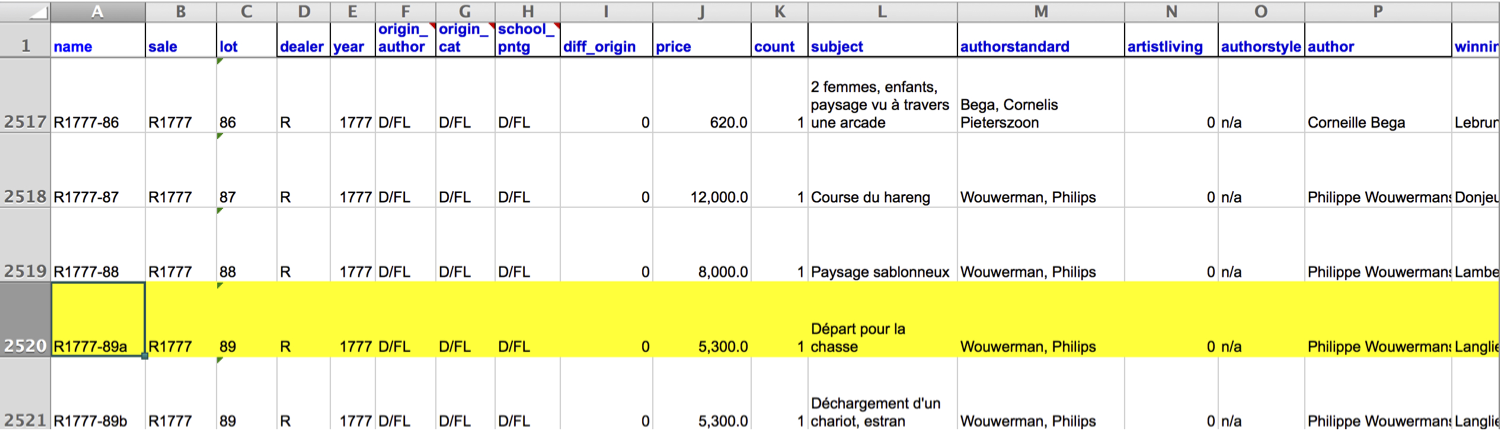 A B C D E F G H I J K L M N O P
1 name sale lot dealer year origin_ author origin_ cat school_ pntg diff_origin price count subject authorstandard artistliving authorstyle author winnin
2517 R1777-86 R1777 86 R 1777 D/FL D/FL D/FL 0 620.0 1 2 femmes, enfants, paysage vu à travers une arcade Bega, Cornelis Pieterszoon 0 n/a Corneille Bega Lebrun
2518 R1777-87 R1777 87 R 1777 D/FL D/FL D/FL 0 12,000.0 1 Course du hareng Wouwerman, Philips 0 n/a Philippe Wouwermans Donjeu
2519 R1777-88 R1777 88 R 1777 D/FL D/FL D/FL 0 8,000.0 1 Paysage sablonneux Wouwerman, Philips 0 n/a Philippe Wouwermans Lambe
2520 R1777-89a R1777 89 R 1777 D/FL D/FL D/FL 0 5,300.0 1 Départ pour la chasse Wouwerman, Philips 0 n/a Philippe Wouwermans Langlie
2521 R1777-89b R1777 89 R 1777 D/FL D/FL D/FL 0 5,300.0 1 Déchargement d'un chariot, estran Wouwerman, Philips 0 n/a Philippe Wouwermans Langlie